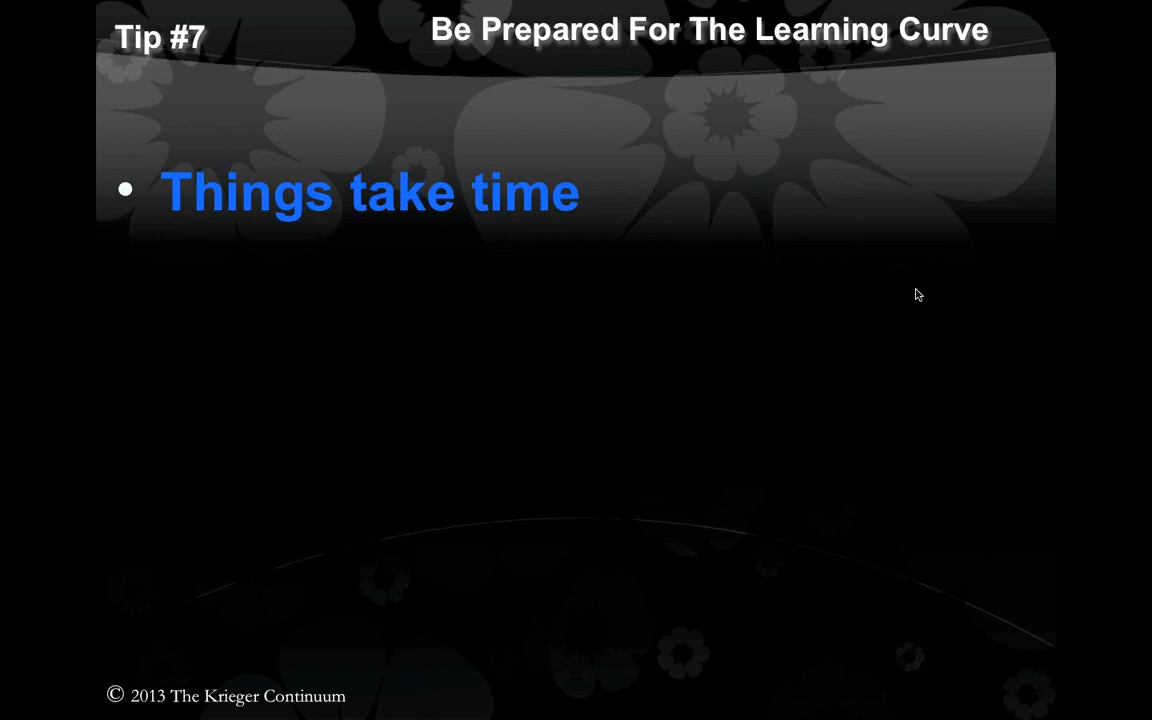 Tip #7
Be Prepared For The Learning Curve
• Things take time
© 2013 The Krieger Continuum